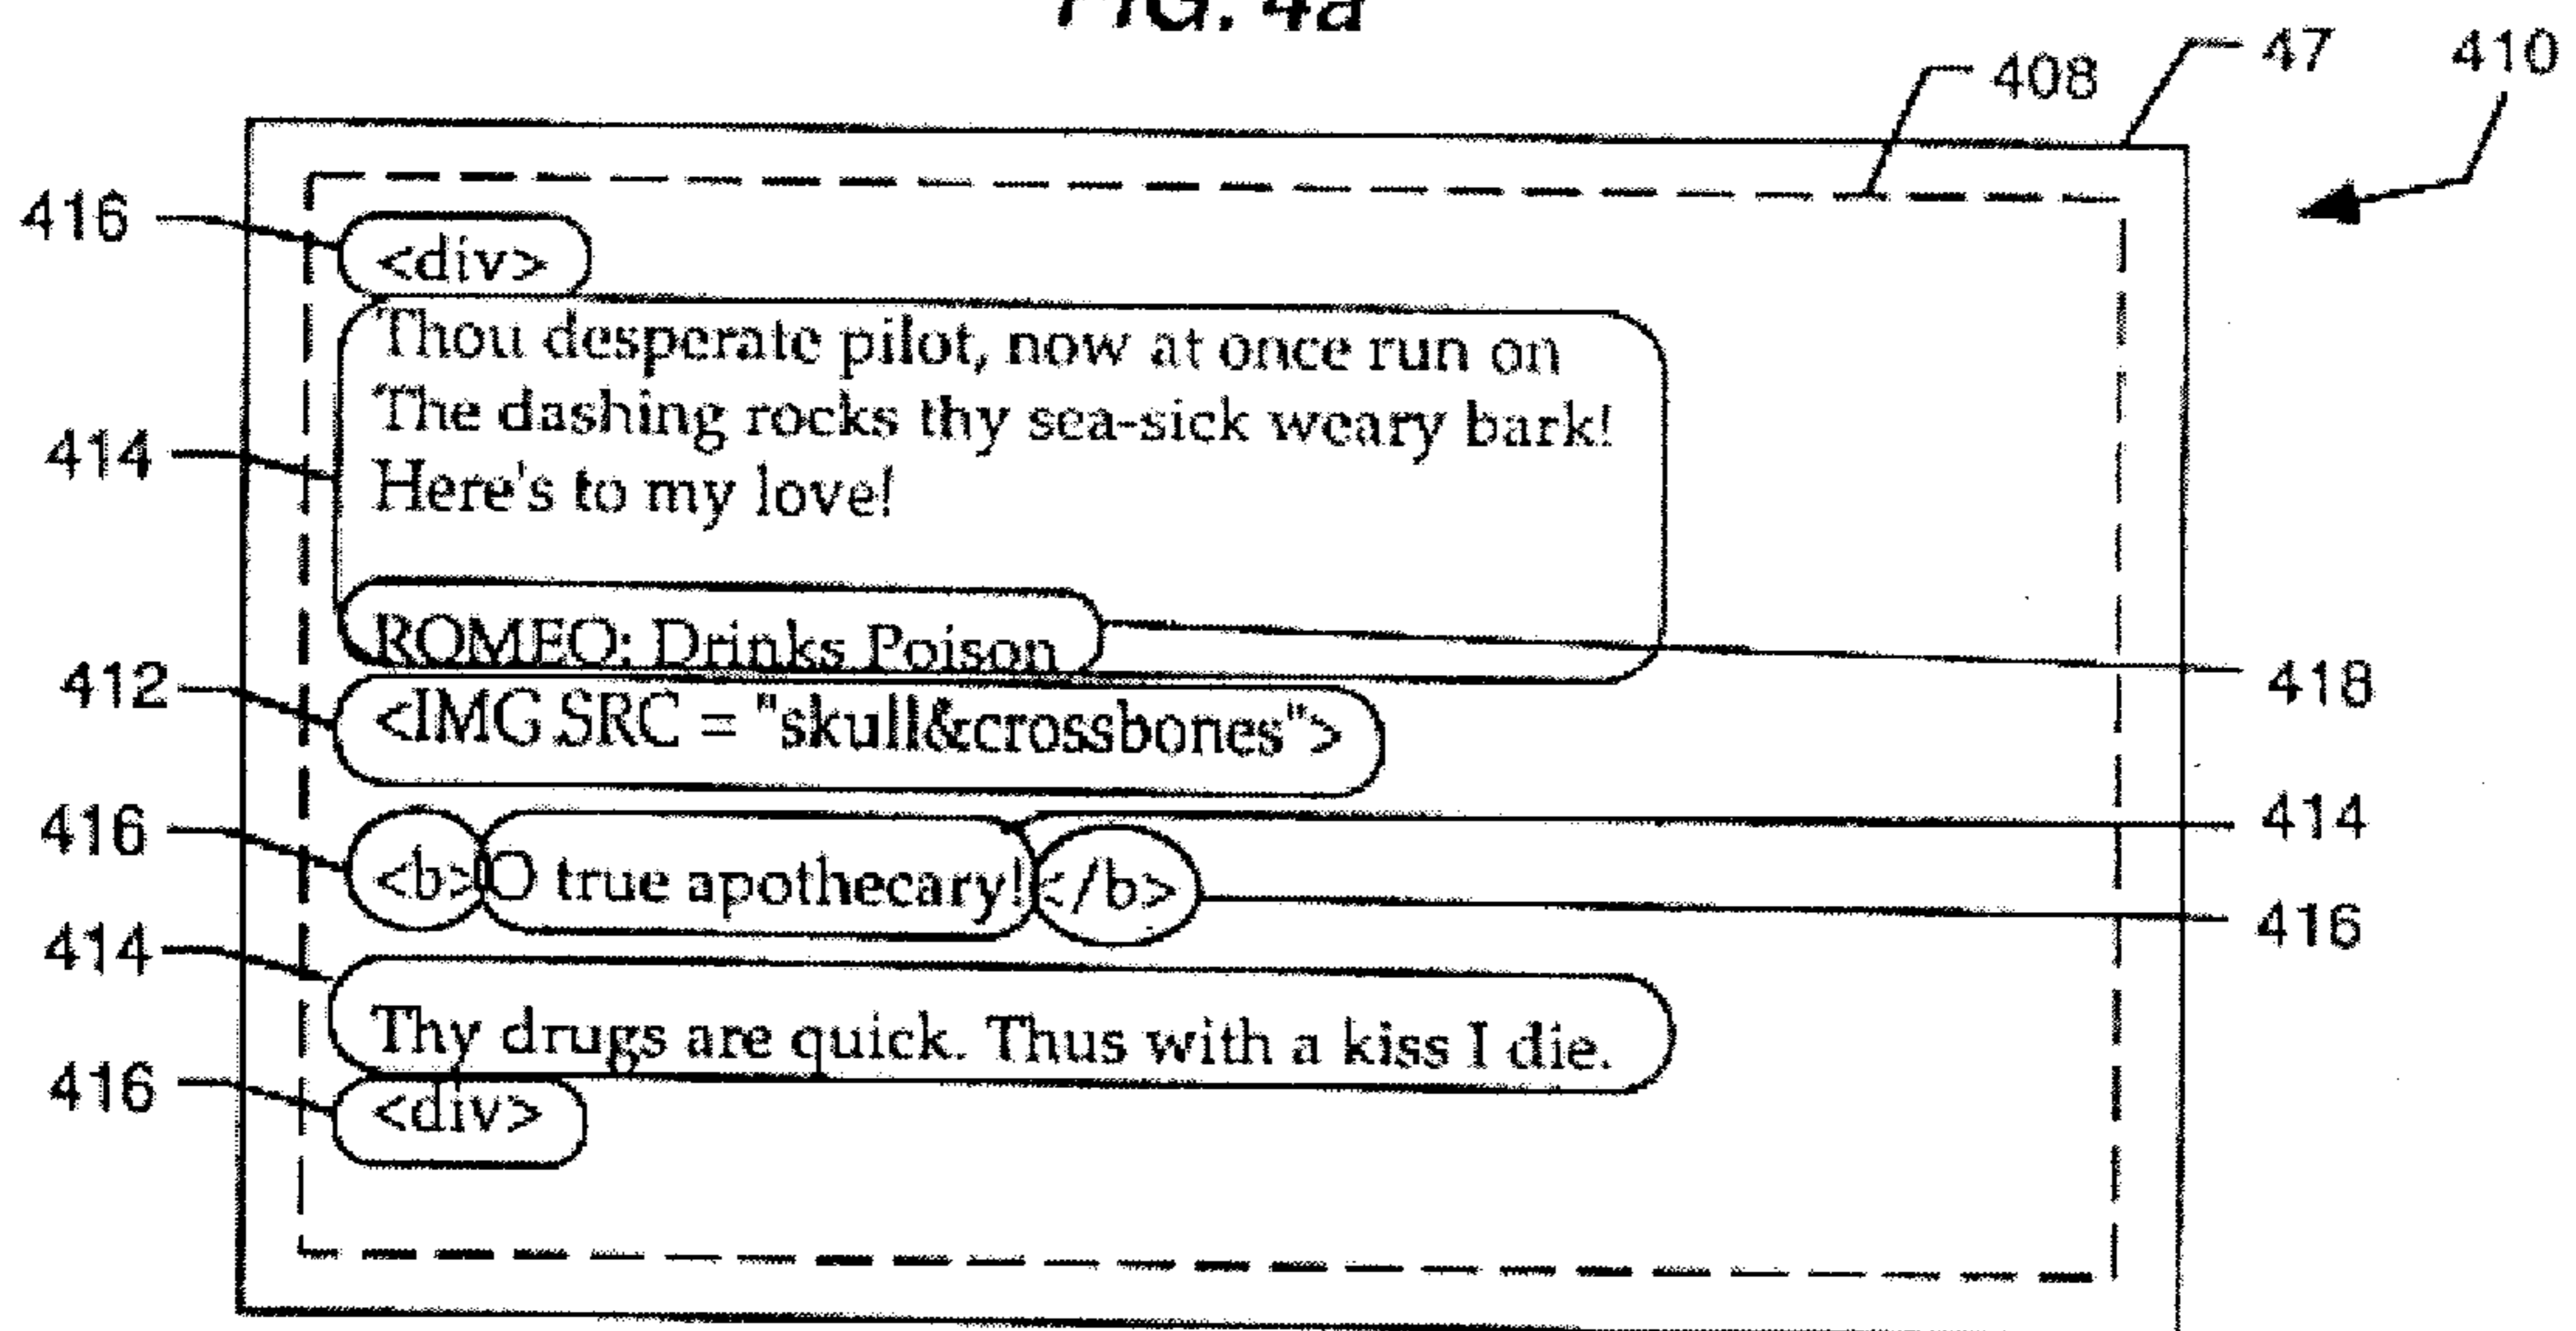 FIG. 4a
47
410
408
416
<div>
Thou desperate pilot, now at once run on
The dashing rocks thy sea-sick weary bark!
414
Here's to my love!
ROMEO: Drinks Poison
418
412
<IMG SRC = "skull&crossbones">
414
416
<b>O true apothecary!</b>
416
414
Thy drugs are quick. Thus with a kiss I die.
416
<div>